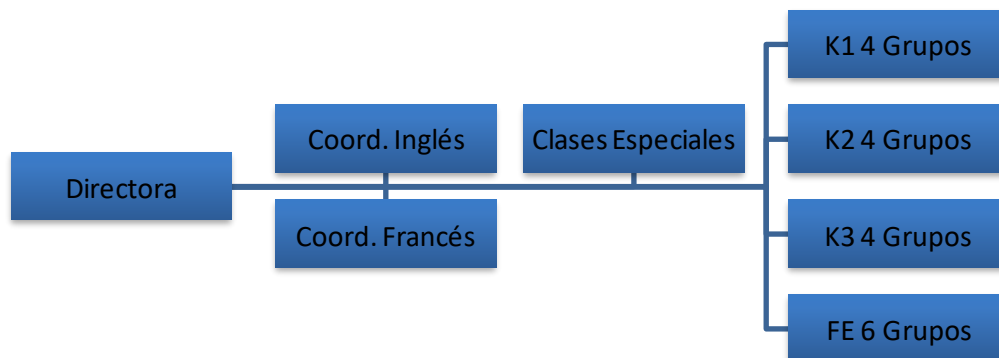 Directora
Coord. Inglés
Coord. Francés
Clases Especiales
K1 4 Grupos
K2 4 Grupos
K3 4 Grupos
FE 6 Grupos